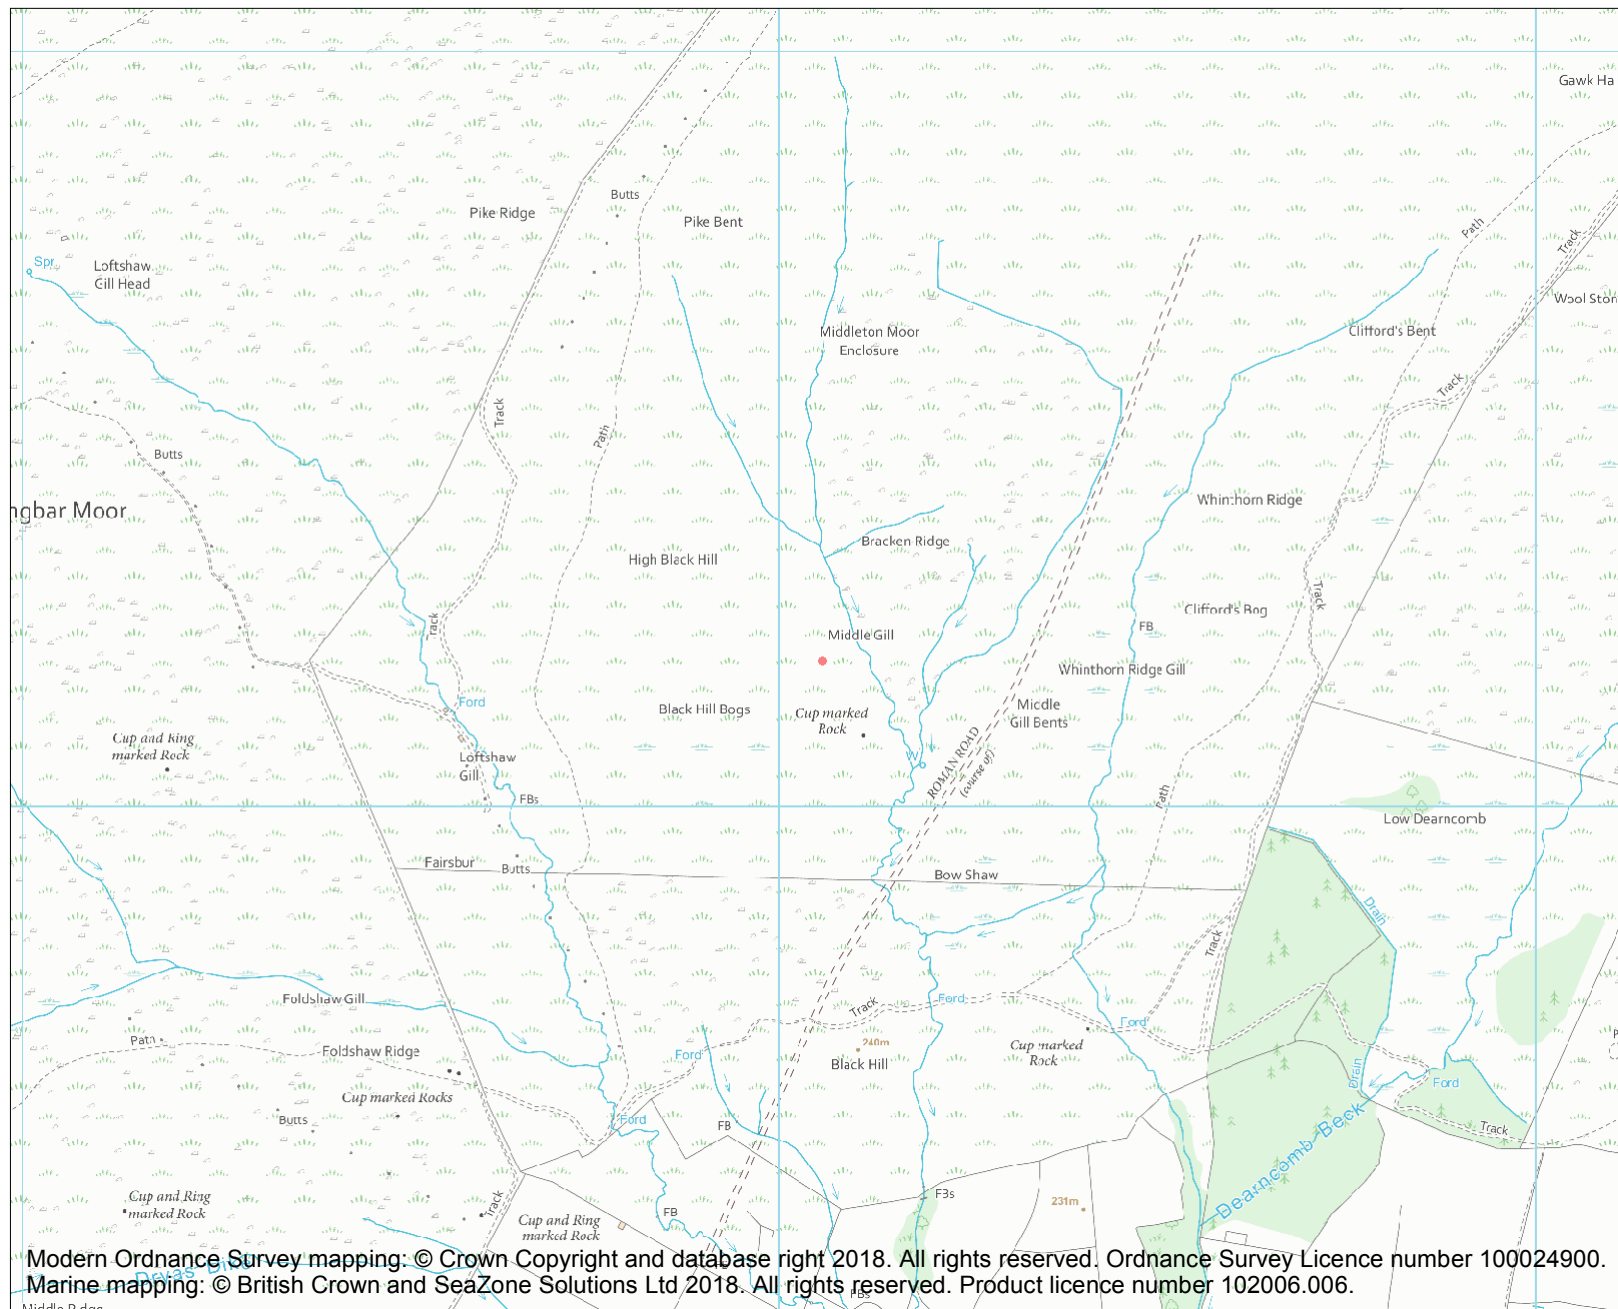 Gawk Ha
Butts
Pike Ridge
Pike Bent
Path
Track
Spr
Loftshaw
Gill Head
Wool Ston
Middleton Moor
Enclosure
Clifford's Bent
Track
Track
Path
Butts
ngbar Moor
Whinthorn Ridge
Bracken Ridge
High Black Hill
Track
Clifford's Bog
Track
FB
Middle Gill
Whinthorn Ridge Gill
Ford
Black Hill Bogs
Cup marked
Rock
Middle
Gill Bents
Cup and Ring
marked Rock
Loftshaw
Gill
W
ROMAN ROAD
(course of)
FBs
Path
Low Dearncomb
Fairsbur
Butts
Bow Shaw
Drain
Track
Foldshaw Gill
Track
Ford
Ford
Path
Foldshaw Ridge
Ford
240m
Black Hill
Cup marked
Rock
Drain
Ford
Cup marked Rocks
Butts
Ford
FB
Track
Dearncomb Beck
Cup and Ring
marked Rock
Track
Cup and Ring
marked Rock
FB
FBs
231m
Modern Ordnance Survey mapping: © Crown Copyright and database right 2018. All rights reserved. Ordnance Survey Licence number 100024900.
Dryas Dike
Marine mapping: © British Crown and SeaZone Solutions Ltd 2018. All rights reserved. Product licence number 102006.006.
FBs
Middle Ridge